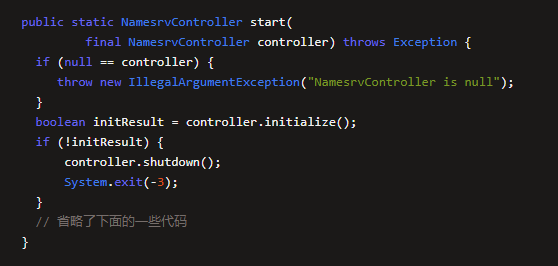 public static NamesrvController start(
final NamesrvController controller) throws Exception {
if (null == controller) {
throw new IllegalArgumentException("NamesrvController is null");
}
boolean initResult = controller.initialize();
if (!initResult) {
controller.shutdown();
System.exit(-3);
}
// 省略了下面的一些代码
}